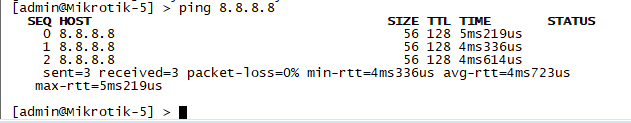 [admin@Mikrotik-5] > ping 8.8.8.8
SEQ HOST SIZE TTL TIME STATUS
0 8.8.8.8 56 128 5ms219us
1 8.8.8.8 56 128 4ms336us
2 8.8.8.8 56 128 4ms614us
sent=3 received=3 packet-loss=0% min-rtt=4ms336us avg-rtt=4ms723us
max-rtt=5ms219us
[admin@Mikrotik-5] >